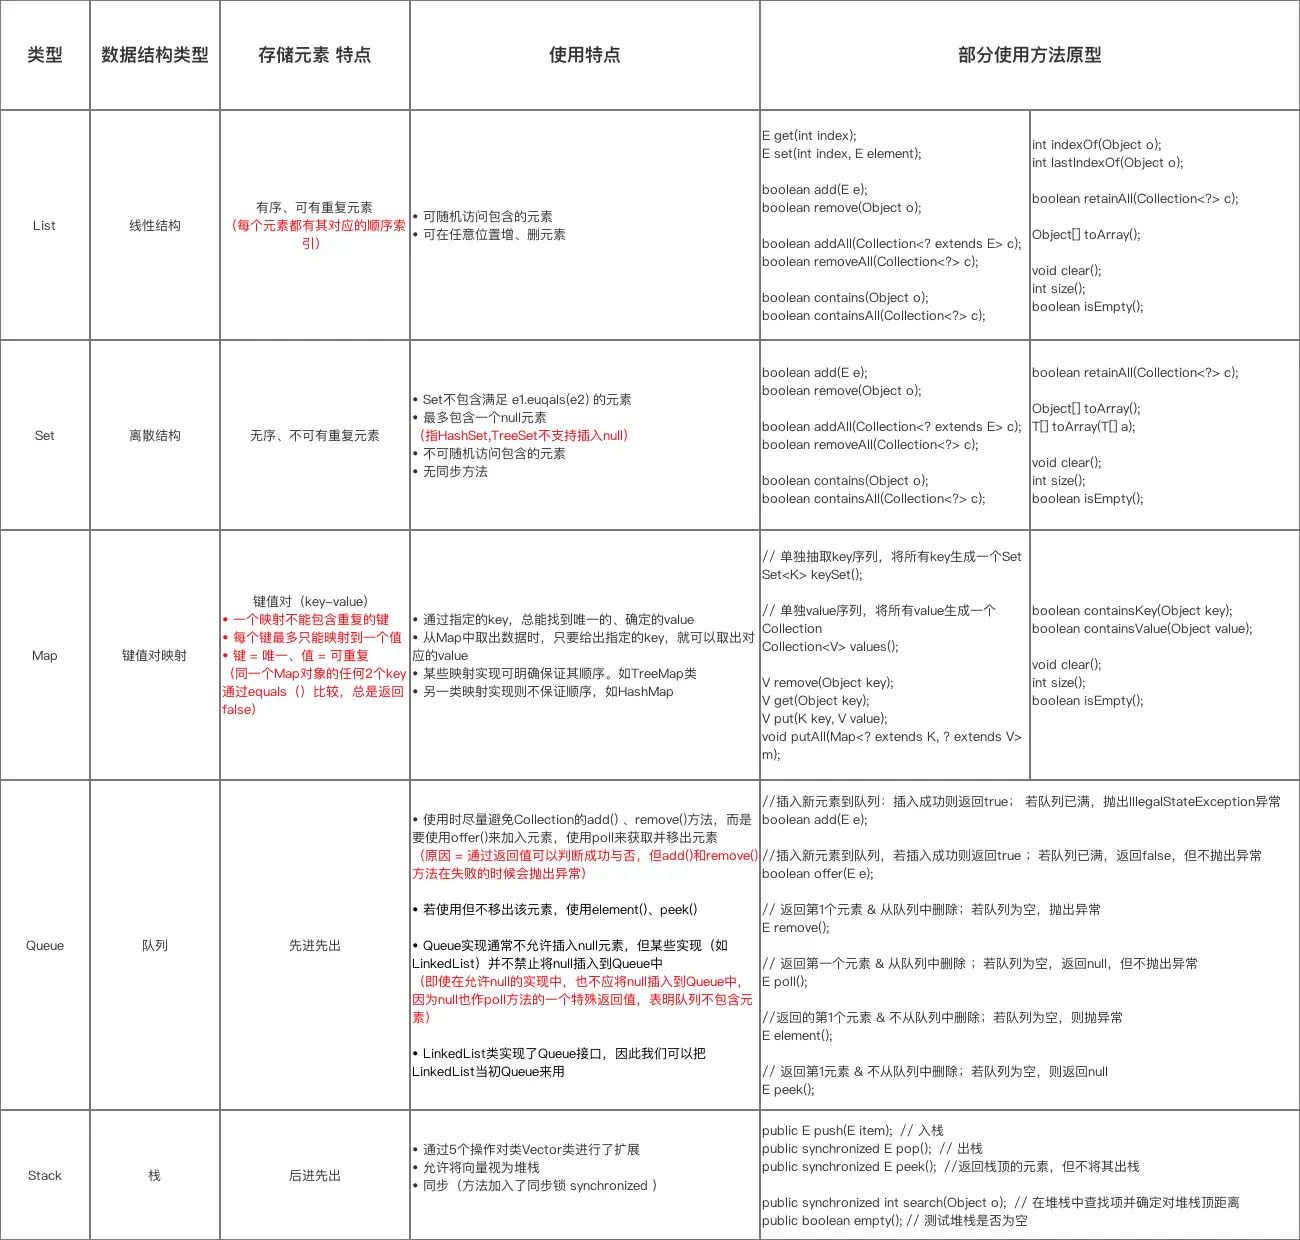 类型
数据结构类型
存储元素 特点
使用特点
部分使用方法原型
List
线性结构
有序、可有重复元素
（每个元素都有其对应的顺序索
引）
• 可随机访问包含的元素
• 可在任意位置增、删元素
E get(int index);
E set(int index, E element);
boolean add(E e);
boolean remove(Object o);
boolean addAll(Collection<? extends E> c);
boolean removeAll(Collection<?> c);
boolean contains(Object o);
boolean containsAll(Collection<?> c);
int indexOf(Object o);
int lastIndexOf(Object o);
boolean retainAll(Collection<?> c);
Object[] toArray();
void clear();
int size();
boolean isEmpty();
Set
离散结构
无序、不可有重复元素
• Set不包含满足 e1.euqals(e2) 的元素
• 最多包含一个null元素
（指HashSet,TreeSet不支持插入null）
• 不可随机访问包含的元素
• 无同步方法
boolean add(E e);
boolean remove(Object o);
boolean addAll(Collection<? extends E> c);
boolean removeAll(Collection<?> c);
boolean contains(Object o);
boolean containsAll(Collection<?> c);
boolean retainAll(Collection<?> c);
Object[] toArray();
T[] toArray(T[] a);
void clear();
int size();
boolean isEmpty();
Map
键值对映射
键值对（key-value）
• 一个映射不能包含重复的键
• 每个键最多只能映射到一个值
• 键 = 唯一、值 = 可重复
（同一个Map对象的任何2个key
通过equals（）比较，总是返回
false）
• 通过指定的key，总能找到唯一的、确定的value
• 从Map中取出数据时，只要给出指定的key，就可以取出对
应的value
• 某些映射实现可明确保证其顺序。如TreeMap类
• 另一类映射实现则不保证顺序，如HashMap
// 单独抽取key序列，将所有key生成一个Set
Set<K> keySet();
// 单独value序列，将所有value生成一个
Collection
Collection<V> values();
V remove(Object key);
V get(Object key);
V put(K key, V value);
void putAll(Map<? extends K, ? extends V>
m);
boolean containsKey(Object key);
boolean containsValue(Object value);
void clear();
int size();
boolean isEmpty();
Queue
队列
先进先出
• 使用时尽量避免Collection的add() 、remove()方法，而是
要使用offer()来加入元素，使用poll来获取并移出元素
（原因 = 通过返回值可以判断成功与否，但add()和remove()
方法在失败的时候会抛出异常）
• 若使用但不移出该元素，使用element()、peek()
• Queue实现通常不允许插入null元素，但某些实现（如
LinkedList）并不禁止将null插入到Queue中
（即使在允许null的实现中，也不应将null插入到Queue中，
因为null也作poll方法的一个特殊返回值，表明队列不包含元
素）
• LinkedList类实现了Queue接口，因此我们可以把
LinkedList当初Queue来用
//插入新元素到队列：插入成功则返回true； 若队列已满，抛出IllegalStateException异常
boolean add(E e);
//插入新元素到队列，若插入成功则返回true ；若队列已满，返回false，但不抛出异常
boolean offer(E e);
// 返回第1个元素 & 从队列中删除；若队列为空，抛出异常
E remove();
// 返回第一个元素 & 从队列中删除 ；若队列为空，返回null，但不抛出异常
E poll();
//返回的第1个元素 & 不从队列中删除；若队列为空，则抛异常
E element();
// 返回第1元素 & 不从队列中删除；若队列为空，则返回null
E peek();
Stack
栈
后进先出
• 通过5个操作对类Vector类进行了扩展
• 允许将向量视为堆栈
• 同步（方法加入了同步锁 synchronized ）
public E push(E item);  // 入栈
public synchronized E pop();  // 出栈
public synchronized E peek();  //返回栈顶的元素，但不将其出栈
public synchronized int search(Object o);  // 在堆栈中查找项并确定对堆栈顶距离
public boolean empty(); // 测试堆栈是否为空